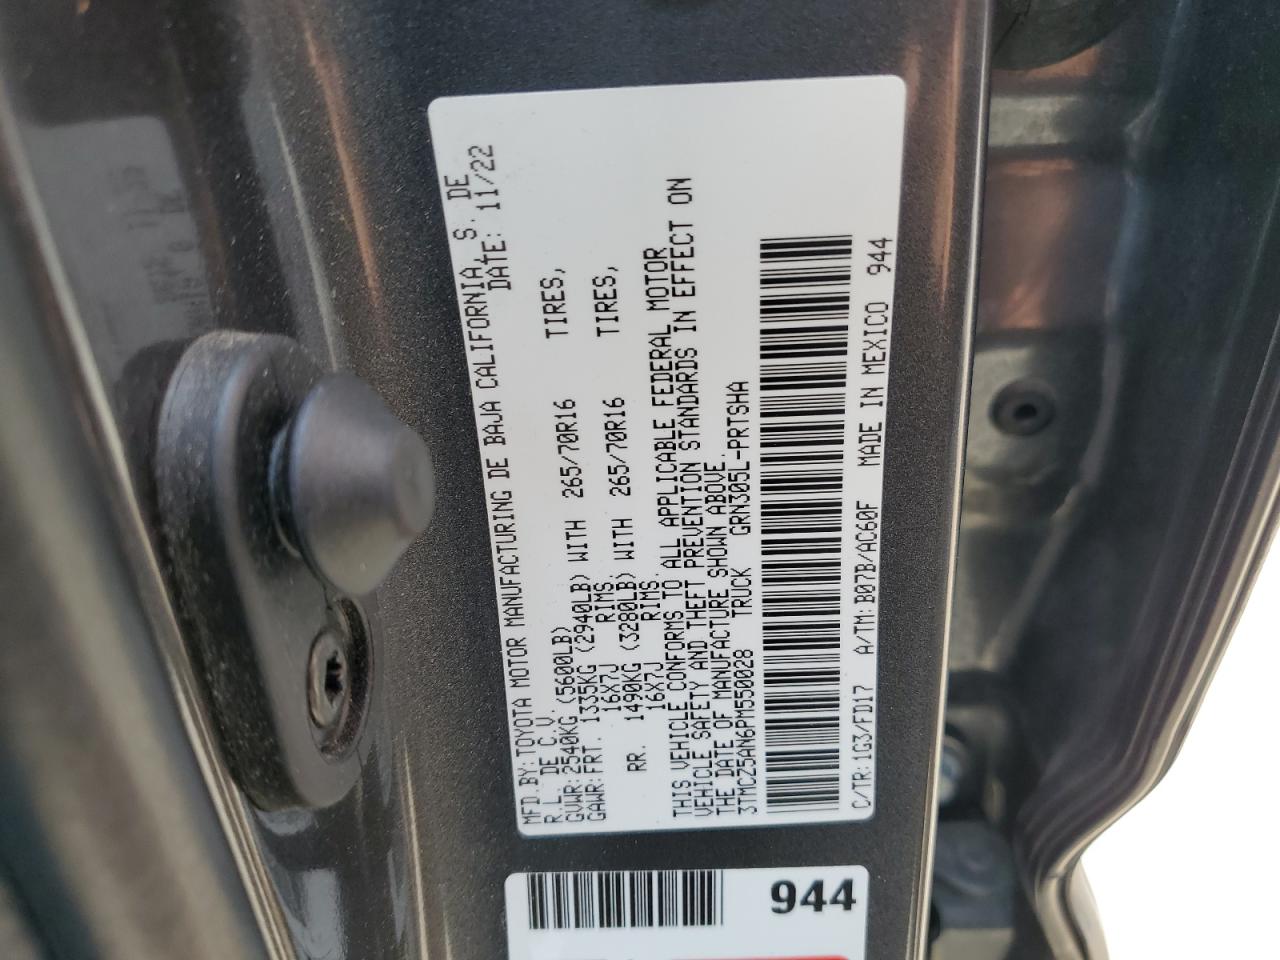 MFD.BY:TOYOTA MOTOR MANUFACTURING DE BAJA CALIFORNIA, S. DE
R.L. DE C.V. DATE: 11/22
GVWR:2540KG (5600LB)
GAWR:FRT. 1335KG (2940LB) WITH 265/70R16 TIRES,
16X7J RIMS.
RR. 1490KG (3280LB) WITH 265/70R16 TIRES,
16X7J RIMS.
THIS VEHICLE CONFORMS TO ALL APPLICABLE FEDERAL MOTOR
VEHICLE SAFETY AND THEFT PREVENTION STANDARDS IN EFFECT ON
THE DATE OF MANUFACTURE SHOWN ABOVE.
3TMCZ5AN6PM550028 TRUCK GRN305L-PRTSHA
C/TR:1G3/FD17 A/TM:B07B/AC60F MADE IN MEXICO 944
944